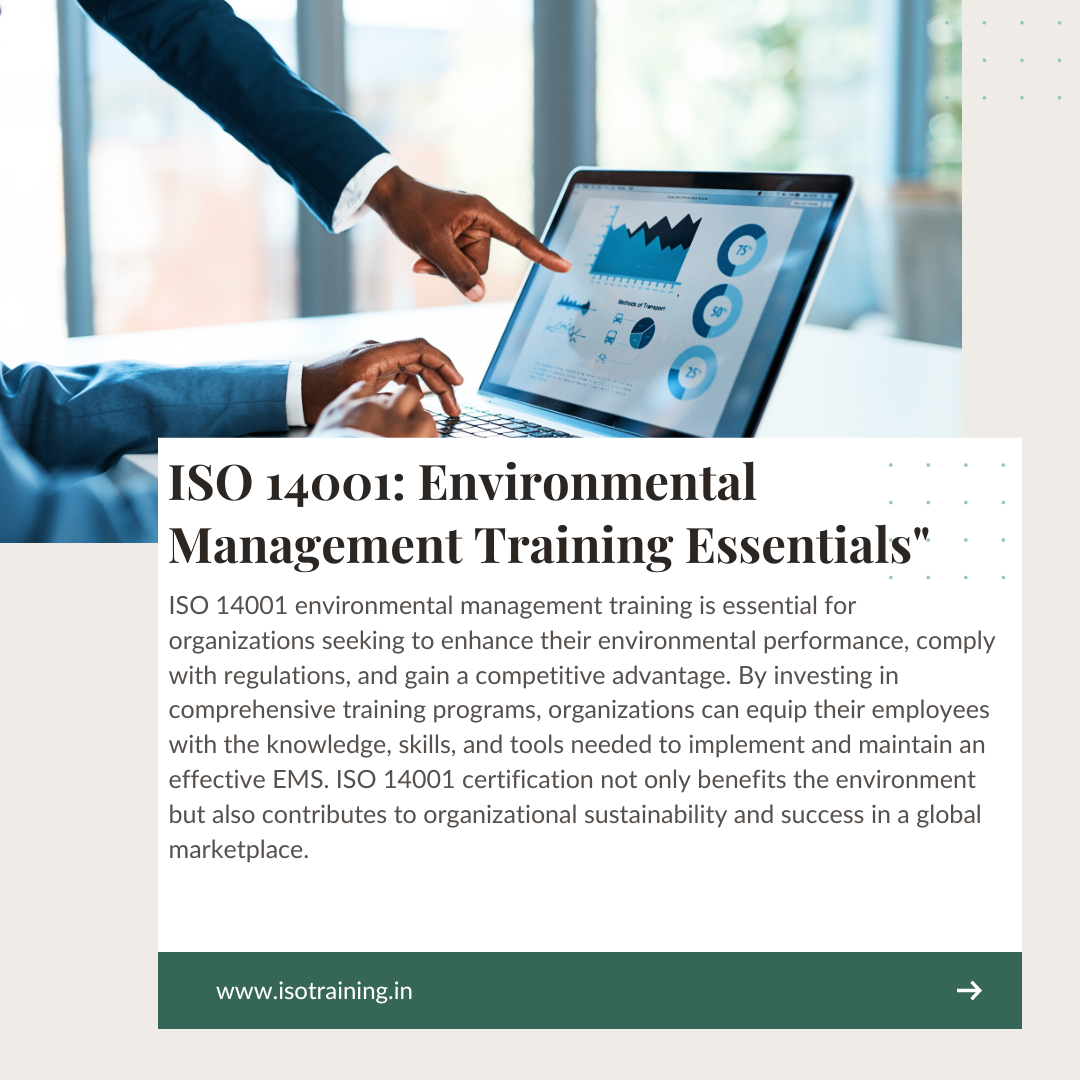 75%
50%
25%
Methods of Transport
ISO 14001: Environmental
Management Training Essentials"
ISO 14001 environmental management training is essential for
organizations seeking to enhance their environmental performance, comply
with regulations, and gain a competitive advantage. By investing in
comprehensive training programs, organizations can equip their employees
with the knowledge, skills, and tools needed to implement and maintain an
effective EMS. ISO 14001 certification not only benefits the environment
but also contributes to organizational sustainability and success in a global
marketplace.
www.isotraining.in